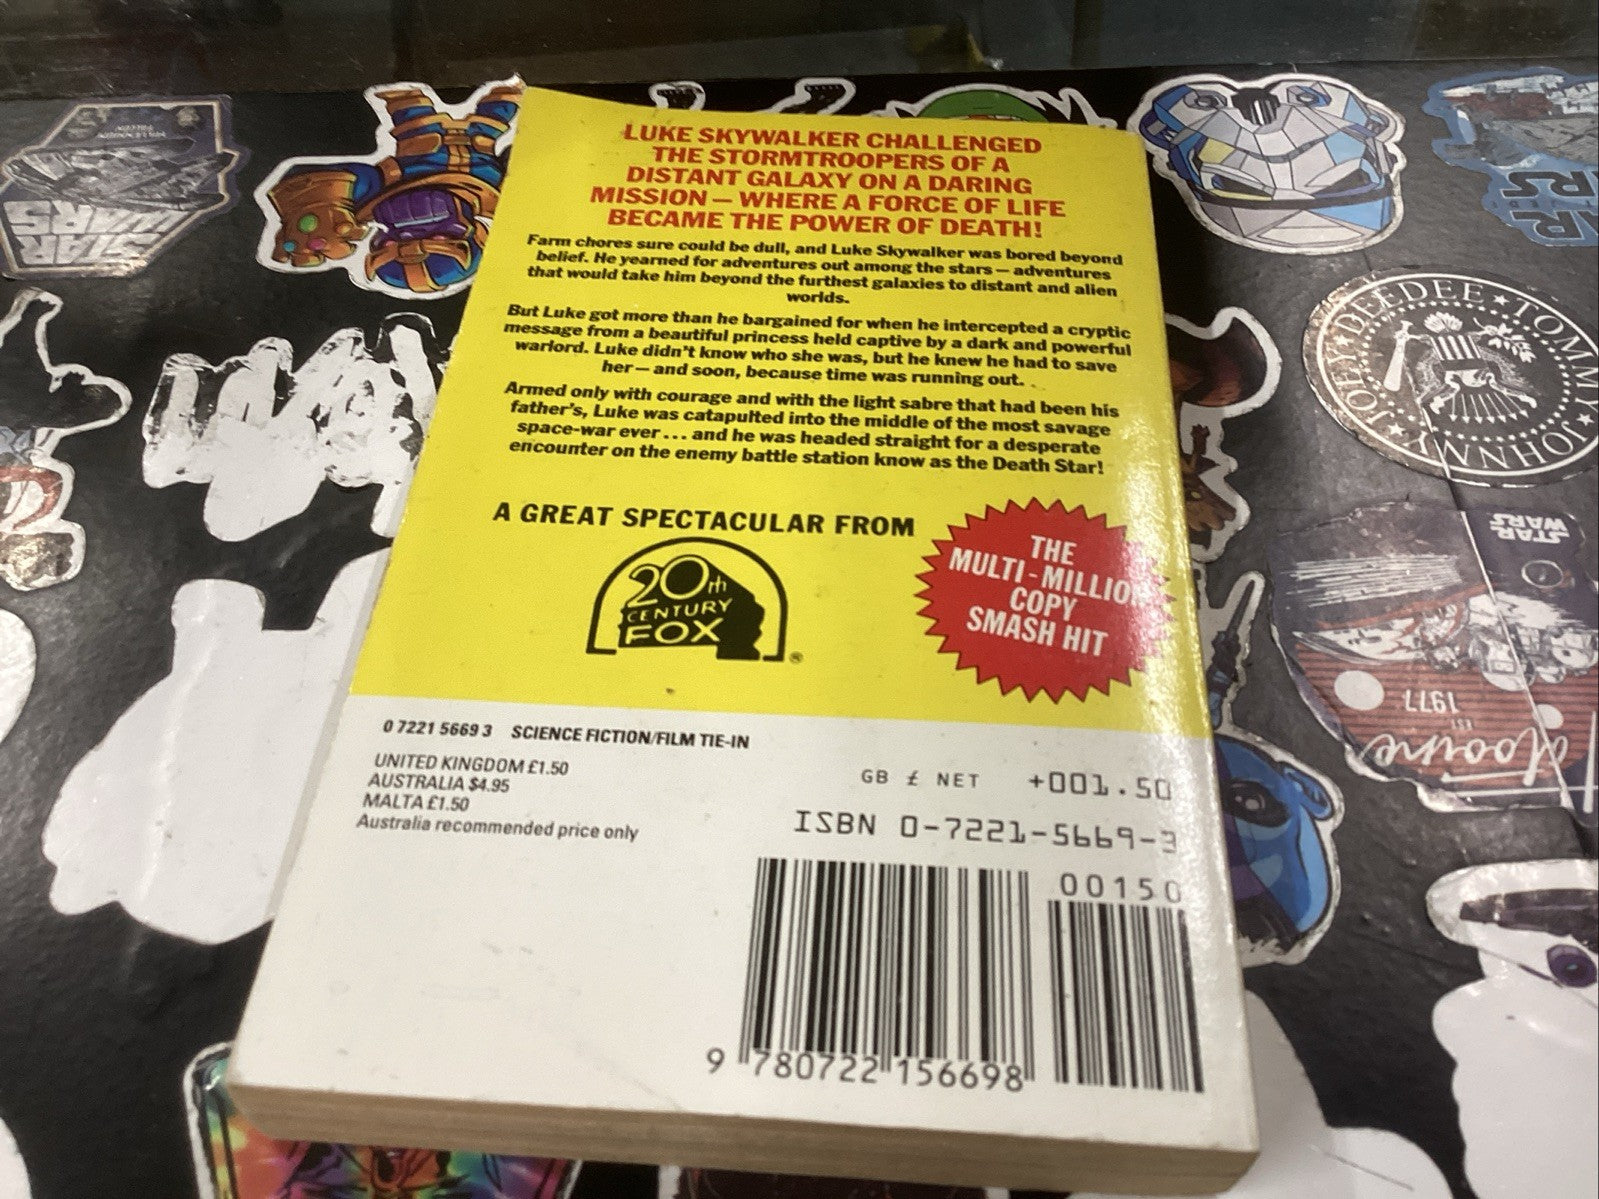 LUKE SKYWALKER CHALLENGED
THE STORMTROOPERS OF A
DISTANT GALAXY ON A DARING
MISSION — WHERE A FORCE OF LIFE
BECAME THE POWER OF DEATH!
Farm chores sure could be dull, and Luke Skywalker was bored beyond
belief. He yearned for adventures out among the stars — adventures
that would take him beyond the furthest galaxies to distant and alien
worlds.
But Luke got more than he bargained for when he intercepted a cryptic
message from a beautiful princess held captive by a dark and powerful
warlord. Luke didn't know who she was, but he knew he had to save
her — and soon, because time was running out.
Armed only with courage and with the light sabre that had been his
father's, Luke was catapulted into the middle of the most savage
space-war ever ... and he was headed straight for a desperate
encounter on the enemy battle station know as the Death Star!
A GREAT SPECTACULAR FROM
20th
CENTURY
FOX
®
THE
MULTI-MILLION
COPY
SMASH HIT
0 7221 5669 3 SCIENCE FICTION/FILM TIE-IN
UNITED KINGDOM £1.50
AUSTRALIA $4.95
MALTA £1.50
Australia recommended price only
GB £ NET +001.50
ISBN 0-7221-5669-3
00150
9 780722 156698
STAR
WARS
MILLENNIUM
FALCON
JOHNNY ★ JOEY ★ DEEDEE ★ TOMMY
STAR
WARS
EST
1977